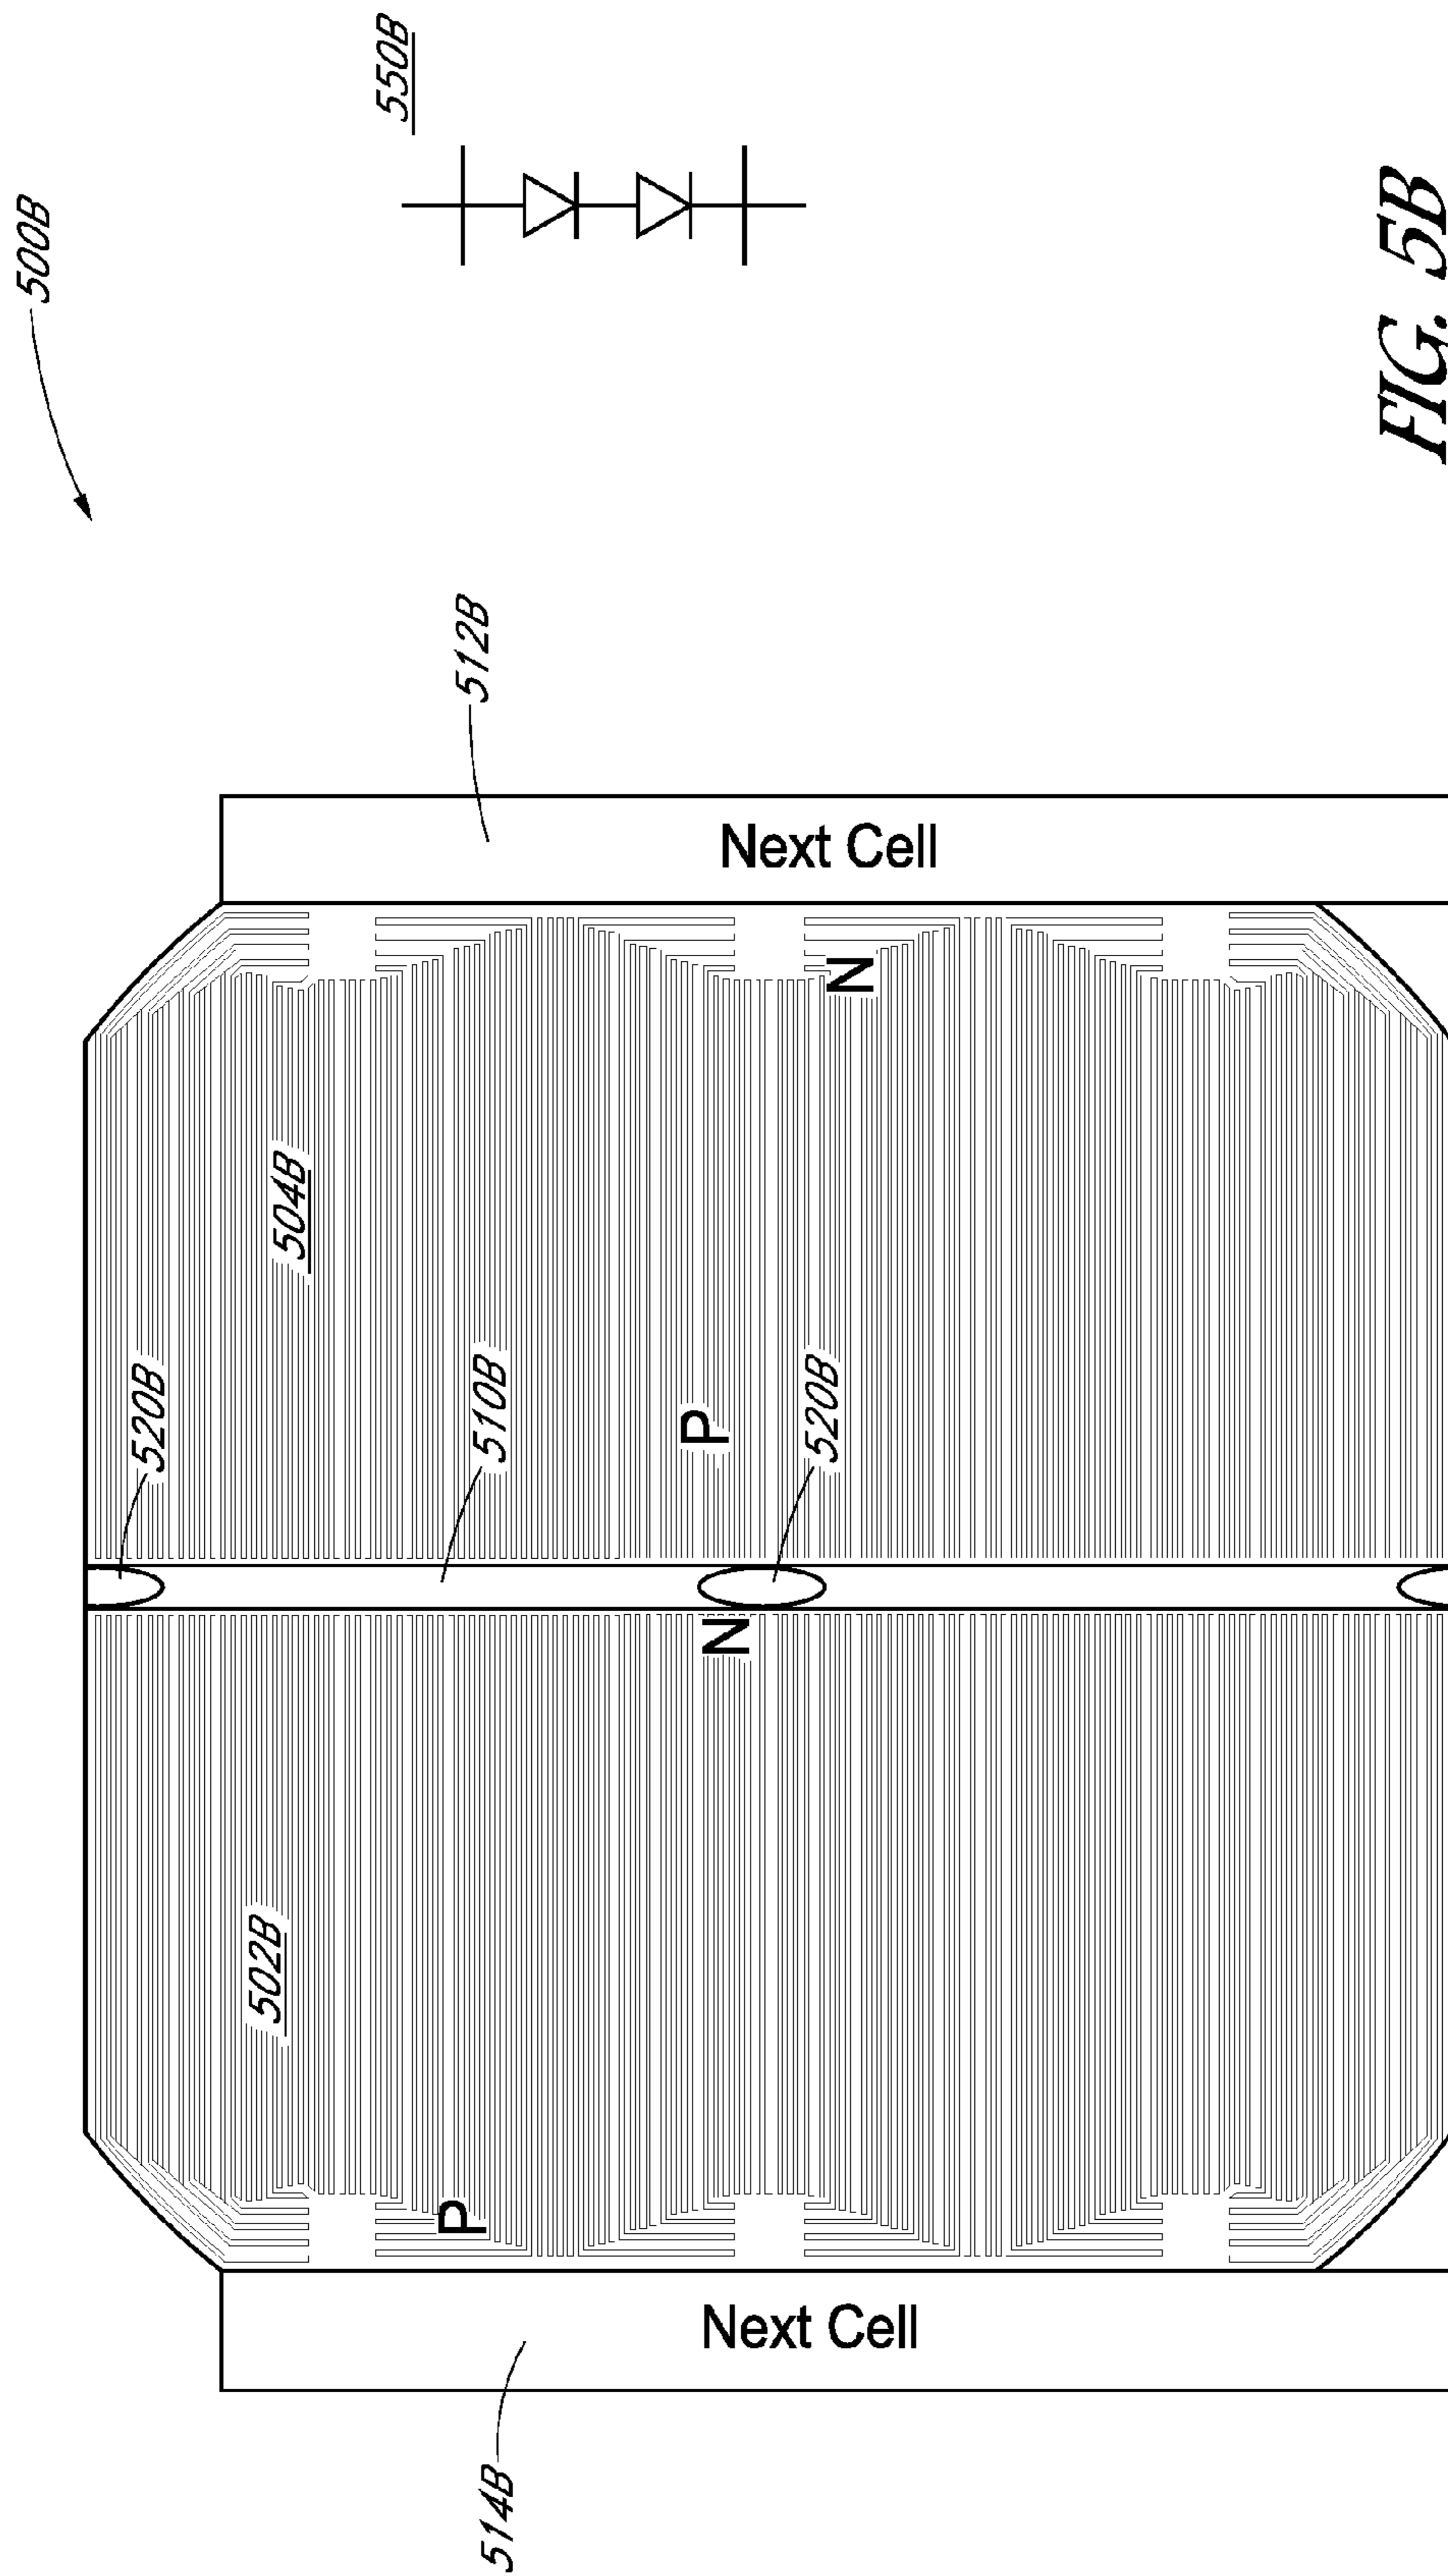 500B
550B
512B
Next Cell
N
504B
520B
510B
P
520B
N
502B
P
Next Cell
514B
FIG. 5B